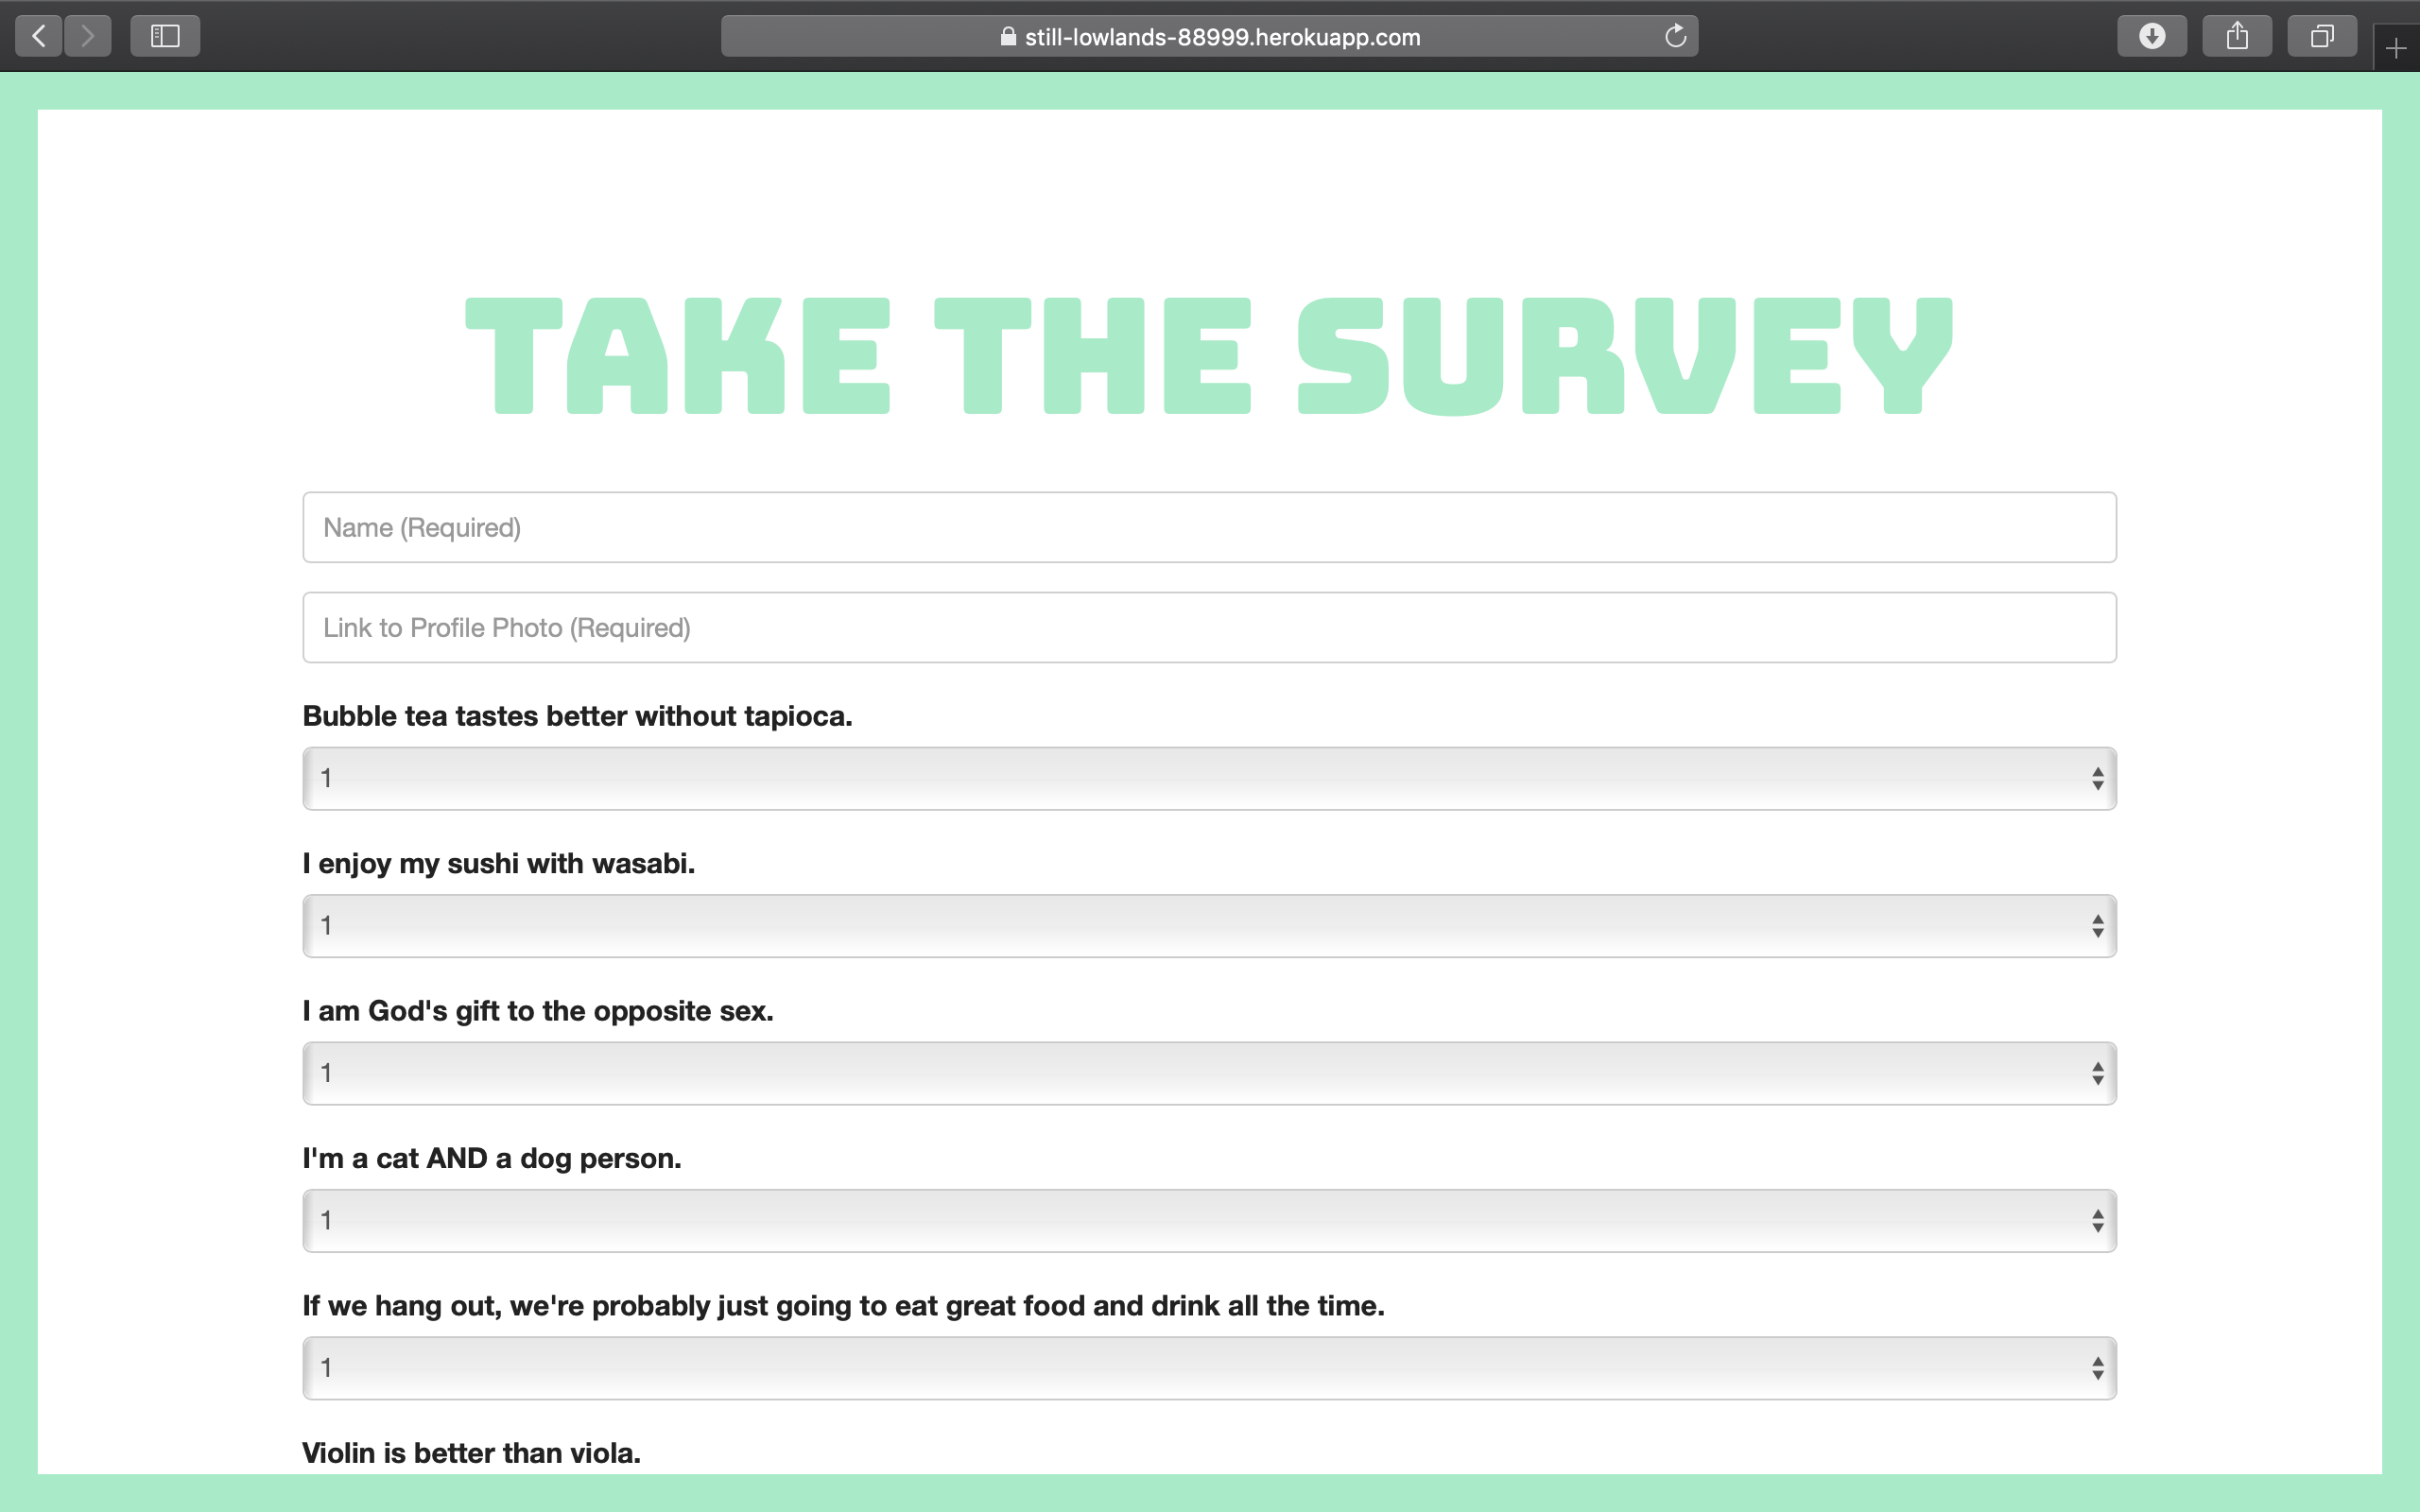 still-lowlands-88999.herokuapp.com
TAKE THE SURVEY
Name (Required)
Link to Profile Photo (Required)
Bubble tea tastes better without tapioca.
1
I enjoy my sushi with wasabi.
1
I am God's gift to the opposite sex.
1
I'm a cat AND a dog person.
1
If we hang out, we're probably just going to eat great food and drink all the time.
1
Violin is better than viola.